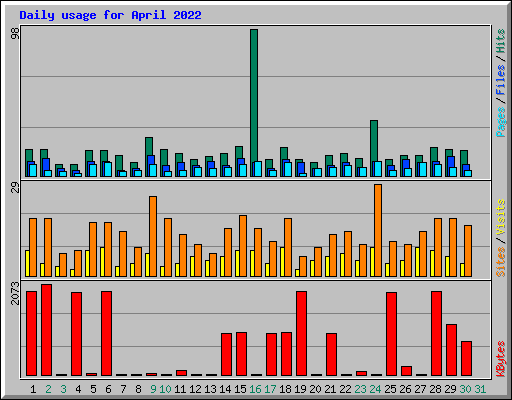 Daily usage for April 2022
98
Pages / Files / Hits
29
Sites / Visits
2073
KBytes
1 2 3 4 5 6 7 8 9 10 11 12 13 14 15 16 17 18 19 20 21 22 23 24 25 26 27 28 29 30 31